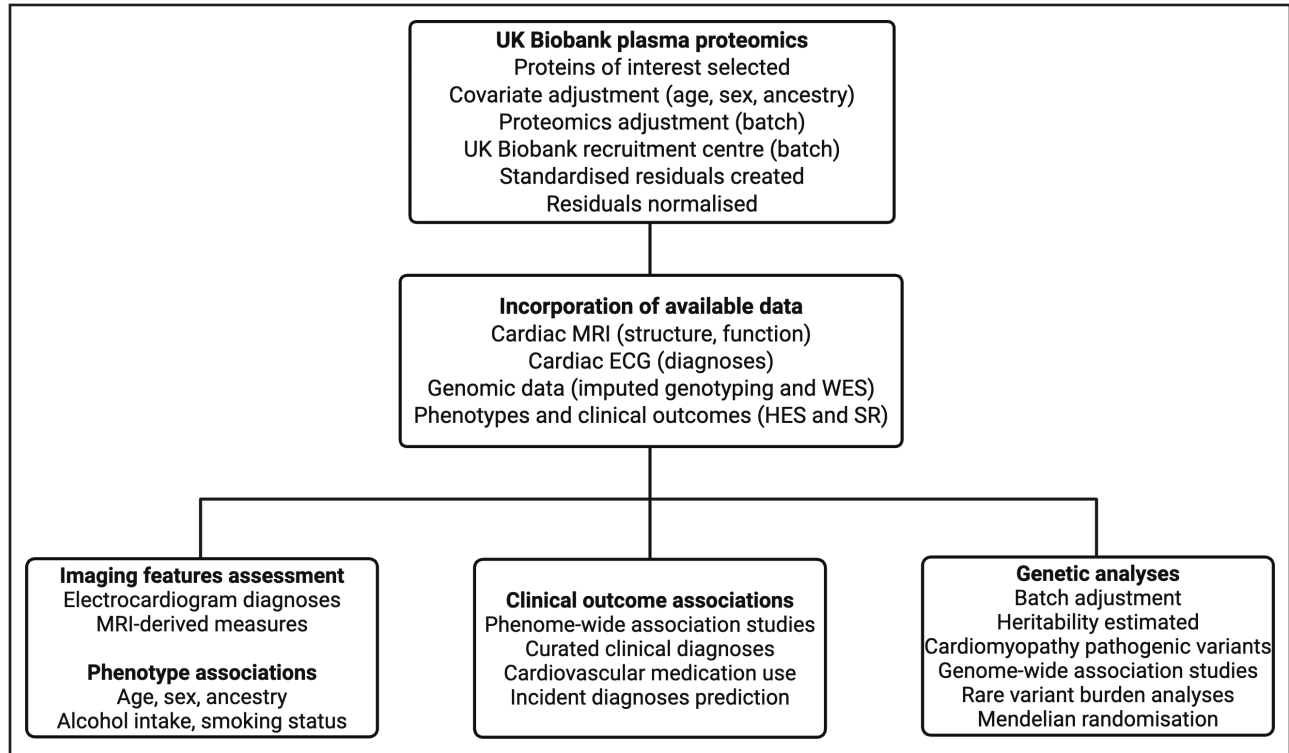 UK Biobank plasma proteomics
Proteins of interest selected
Covariate adjustment (age, sex, ancestry)
Proteomics adjustment (batch)
UK Biobank recruitment centre (batch)
Standardised residuals created
Residuals normalised
Incorporation of available data
Cardiac MRI (structure, function)
Cardiac ECG (diagnoses)
Genomic data (imputed genotyping and WES)
Phenotypes and clinical outcomes (HES and SR)
Imaging features assessment
Electrocardiogram diagnoses
MRI-derived measures
Phenotype associations
Age, sex, ancestry
Alcohol intake, smoking status
Clinical outcome associations
Phenome-wide association studies
Curated clinical diagnoses
Cardiovascular medication use
Incident diagnoses prediction
Genetic analyses
Batch adjustment
Heritability estimated
Cardiomyopathy pathogenic variants
Genome-wide association studies
Rare variant burden analyses
Mendelian randomisation